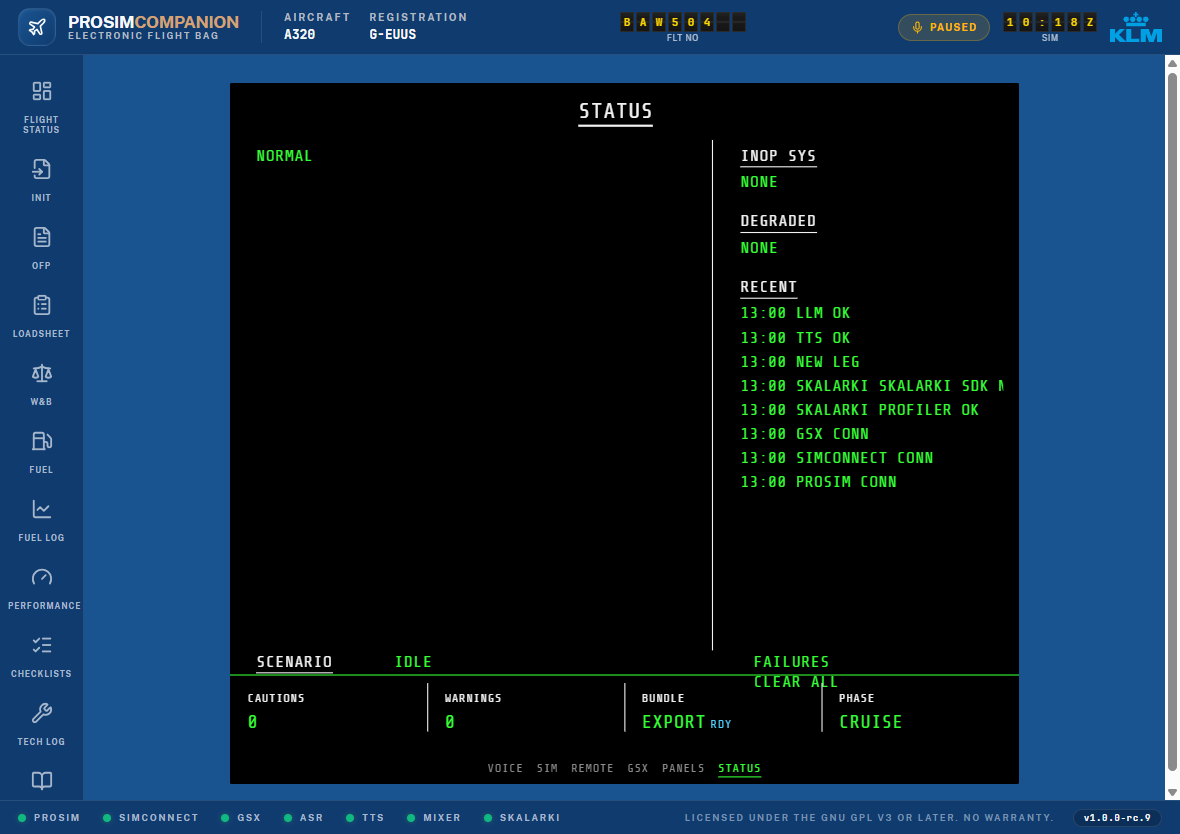 PROSIMCOMPANION
ELECTRONIC FLIGHT BAG
AIRCRAFT
A320
REGISTRATION
G-EUUS
BAW504
FLT NO
PAUSED
10:18Z
SIM
KLM
FLIGHT
STATUS
INIT
OFP
LOADSHEET
W&B
FUEL
FUEL LOG
PERFORMANCE
CHECKLISTS
TECH LOG
STATUS
NORMAL
INOP SYS
NONE
DEGRADED
NONE
RECENT
13:00 LLM OK
13:00 TTS OK
13:00 NEW LEG
13:00 SKALARKI SKALARKI SDK
13:00 SKALARKI PROFILER OK
13:00 GSX CONN
13:00 SIMCONNECT CONN
13:00 PROSIM CONN
SCENARIO IDLE
FAILURES
CLEAR ALL
CAUTIONS
0
WARNINGS
0
BUNDLE
EXPORT RDY
PHASE
CRUISE
VOICE SIM REMOTE GSX PANELS STATUS
PROSIM SIMCONNECT GSX ASR TTS MIXER SKALARKI
LICENSED UNDER THE GNU GPL V3 OR LATER. NO WARRANTY.
v1.0.0-rc.9